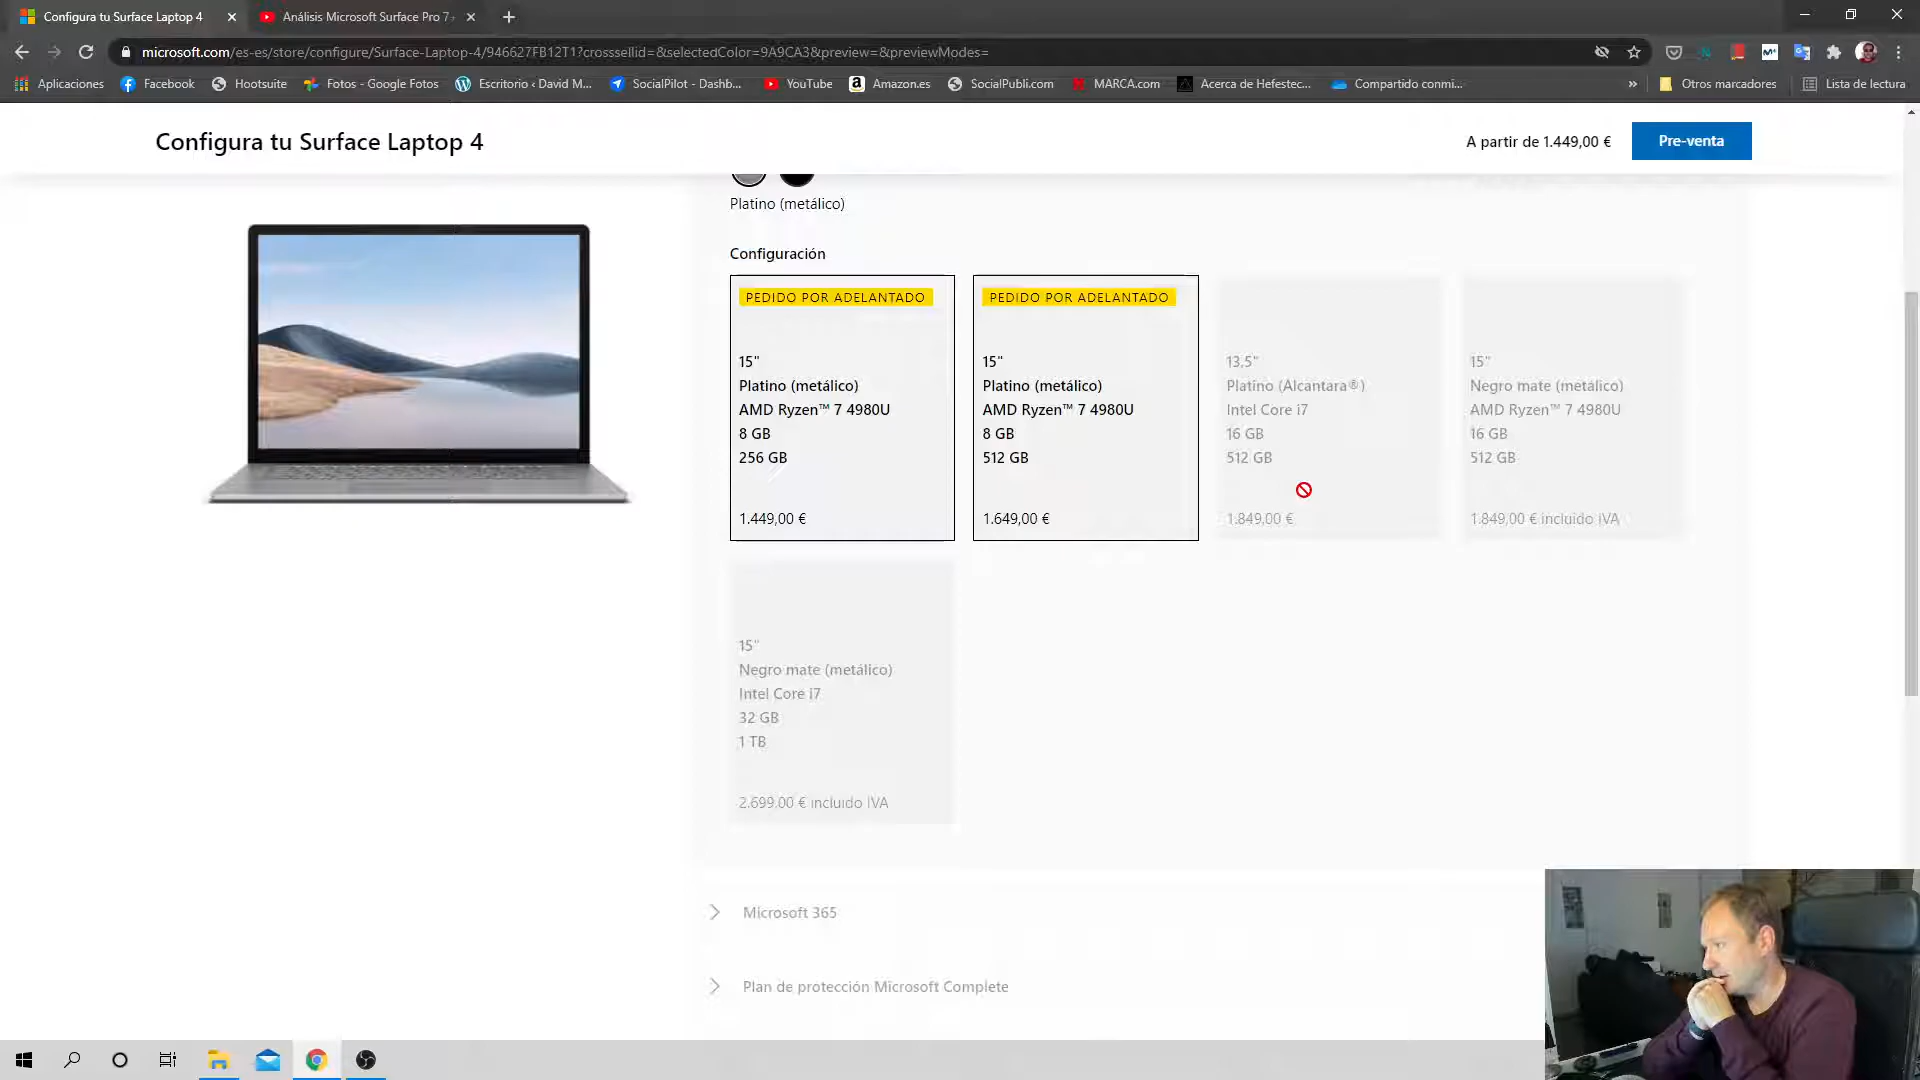 Configura tu Surface Laptop 4
Análisis Microsoft Surface Pro 7
microsoft.com/es-es/store/configure/Surface-Laptop-4/946627FB12T1?crosssellid=&selectedColor=9A9CA3&preview=&previewModes=
Aplicaciones Facebook Hootsuite Fotos - Google Fotos Escritorio ‹ David M... SocialPilot - Dashb... YouTube Amazon.es SocialPubli.com MARCA.com Acerca de Hefestec... Compartido conmi... » Otros marcadores Lista de lectura
Configura tu Surface Laptop 4
A partir de 1.449,00 €
Pre-venta
Platino (metálico)
Configuración
PEDIDO POR ADELANTADO
15"
Platino (metálico)
AMD Ryzen™ 7 4980U
8 GB
256 GB
1.449,00 €
PEDIDO POR ADELANTADO
15"
Platino (metálico)
AMD Ryzen™ 7 4980U
8 GB
512 GB
1.649,00 €
13,5"
Platino (Alcantara®)
Intel Core i7
16 GB
512 GB
1.849,00 €
15"
Negro mate (metálico)
AMD Ryzen™ 7 4980U
16 GB
512 GB
1.849,00 € incluido IVA
15"
Negro mate (metálico)
Intel Core i7
32 GB
1 TB
2.699,00 € incluido IVA
Microsoft 365
Plan de protección Microsoft Complete